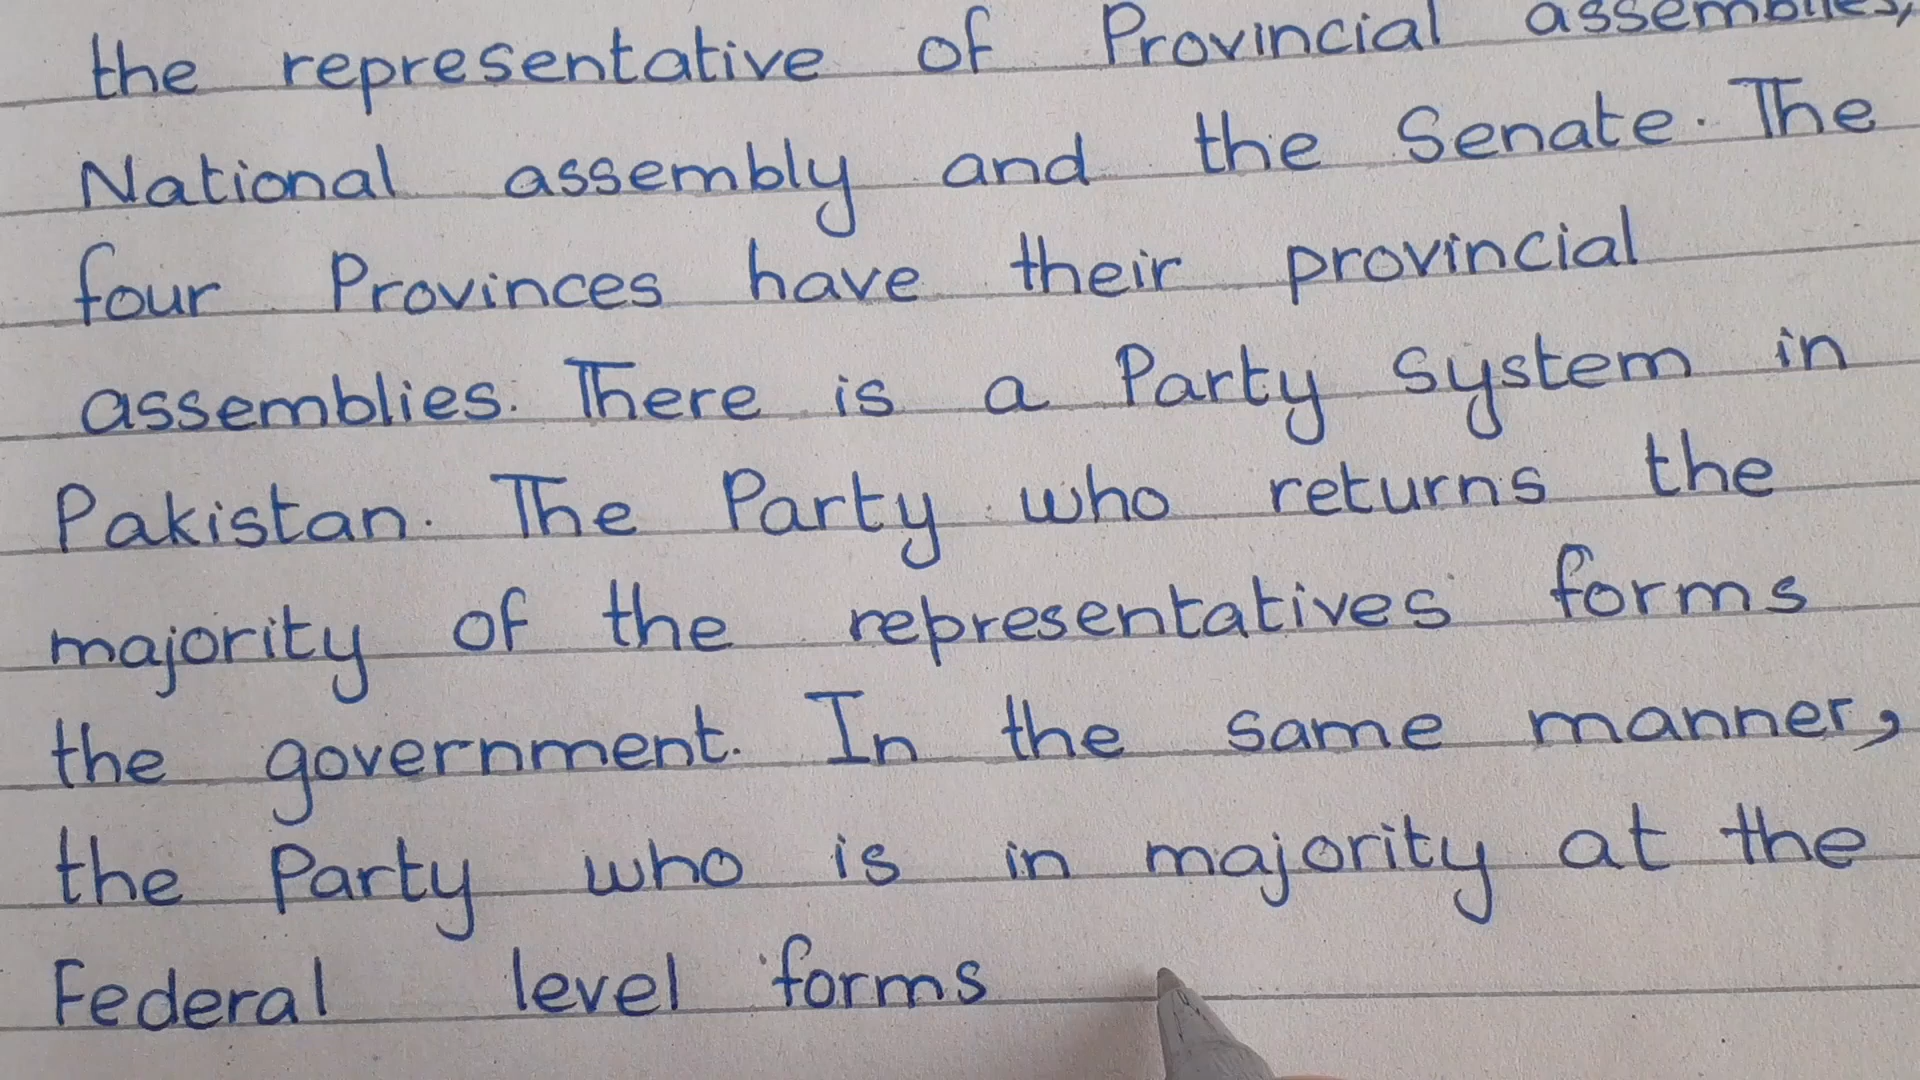 the representative of Provincial assemblies,
National assembly and the Senate. The
four Provinces have their provincial
assemblies. There is a Party system in
Pakistan. The Party who returns the
majority of the representatives forms
the government. In the same manner,
the Party who is in majority at the
Federal level forms